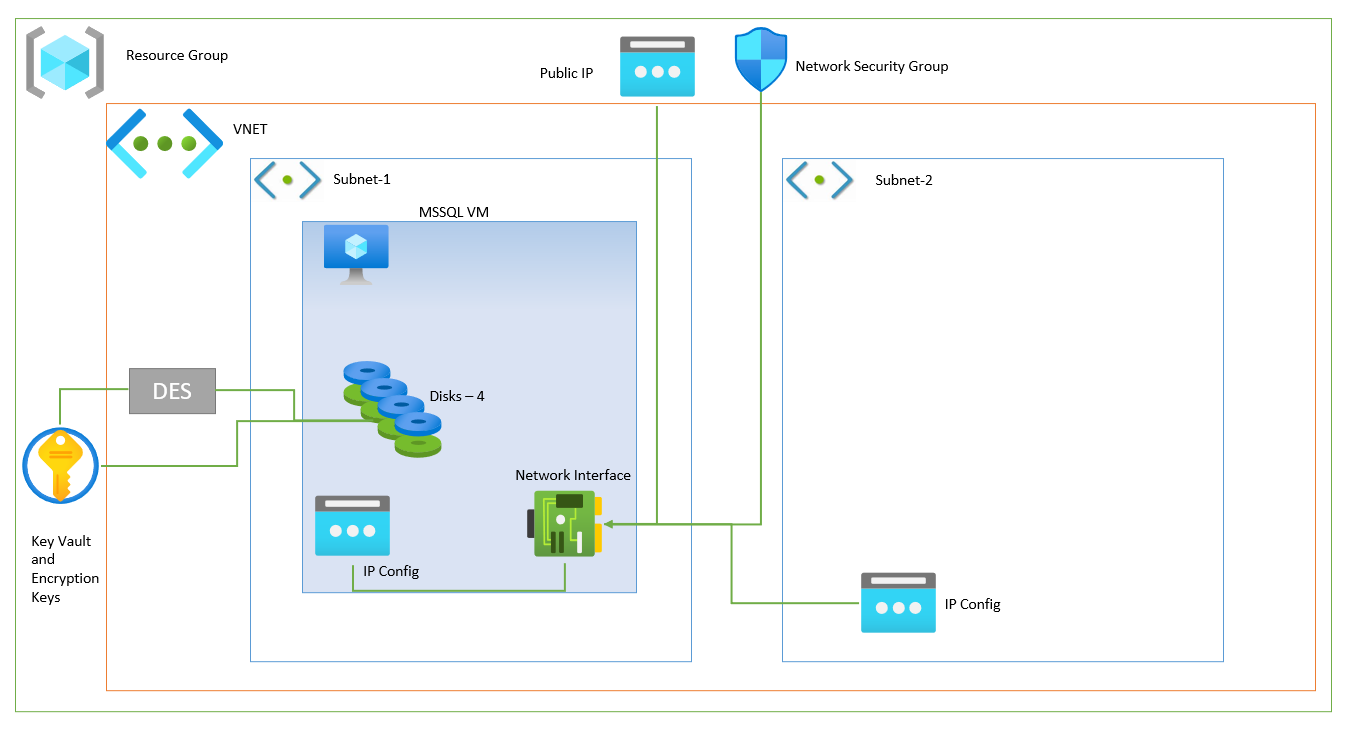 Resource Group
Public IP
Network Security Group
VNET
Subnet-1
Subnet-2
MSSQL VM
DES
Disks – 4
Network Interface
Key Vault
and
Encryption
Keys
IP Config
IP Config